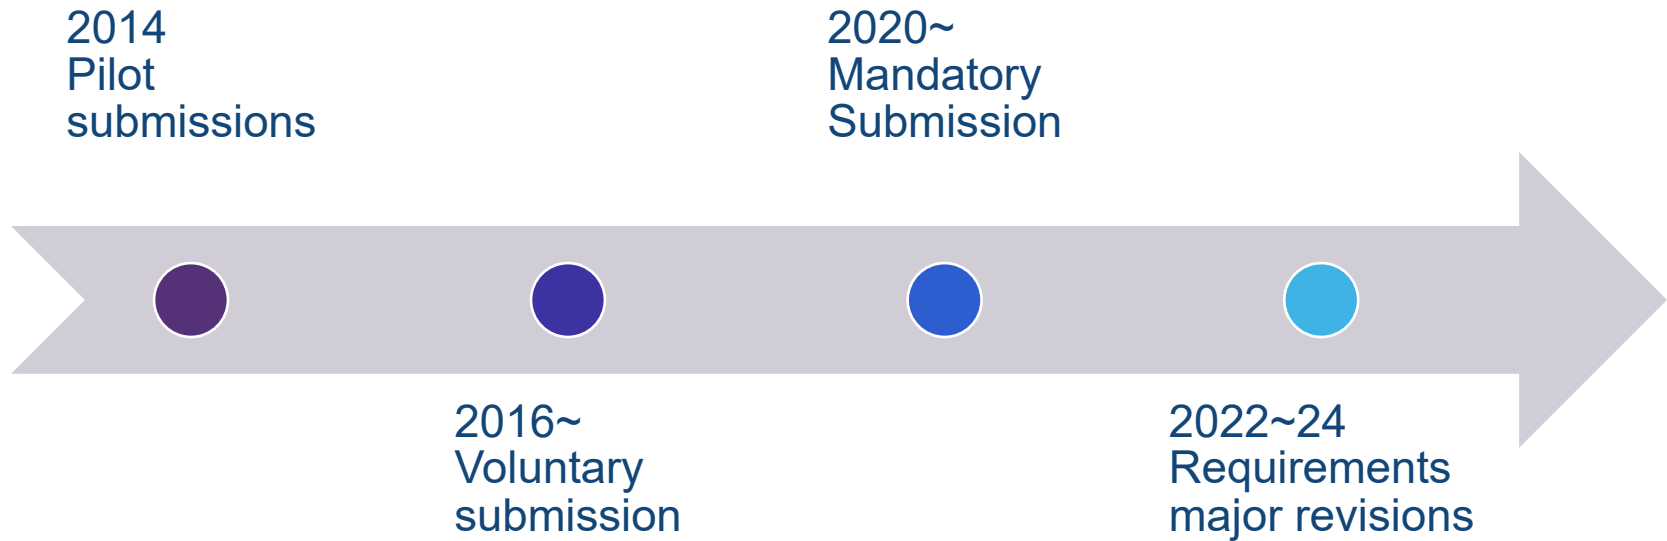 2014
Pilot
submissions
2016~
Voluntary
submission
2020~
Mandatory
Submission
2022~24
Requirements
major revisions